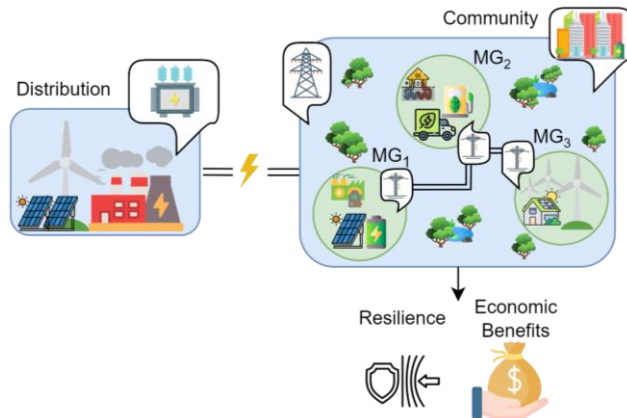 Community
Distribution
MG₂
MG₁
MG₃
Resilience
Economic
Benefits
$